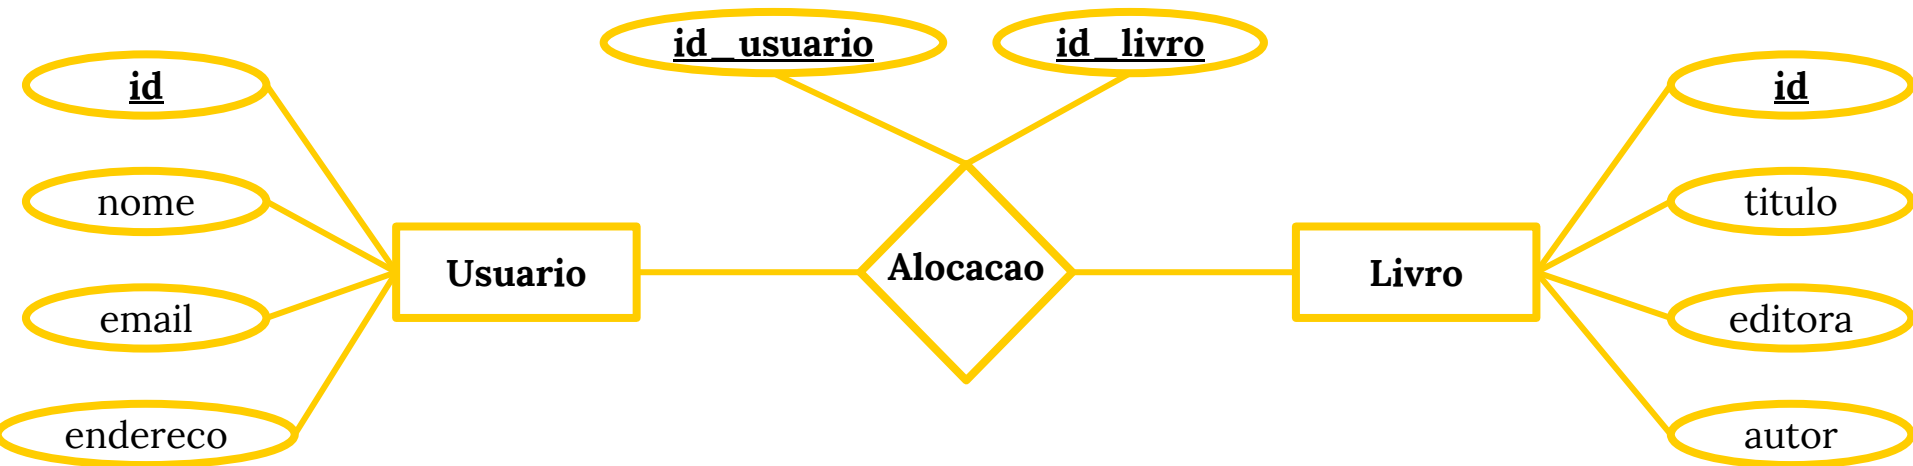 id_usuario
id_livro
id
nome
email
endereco
Usuario
Alocacao
Livro
id
titulo
editora
autor